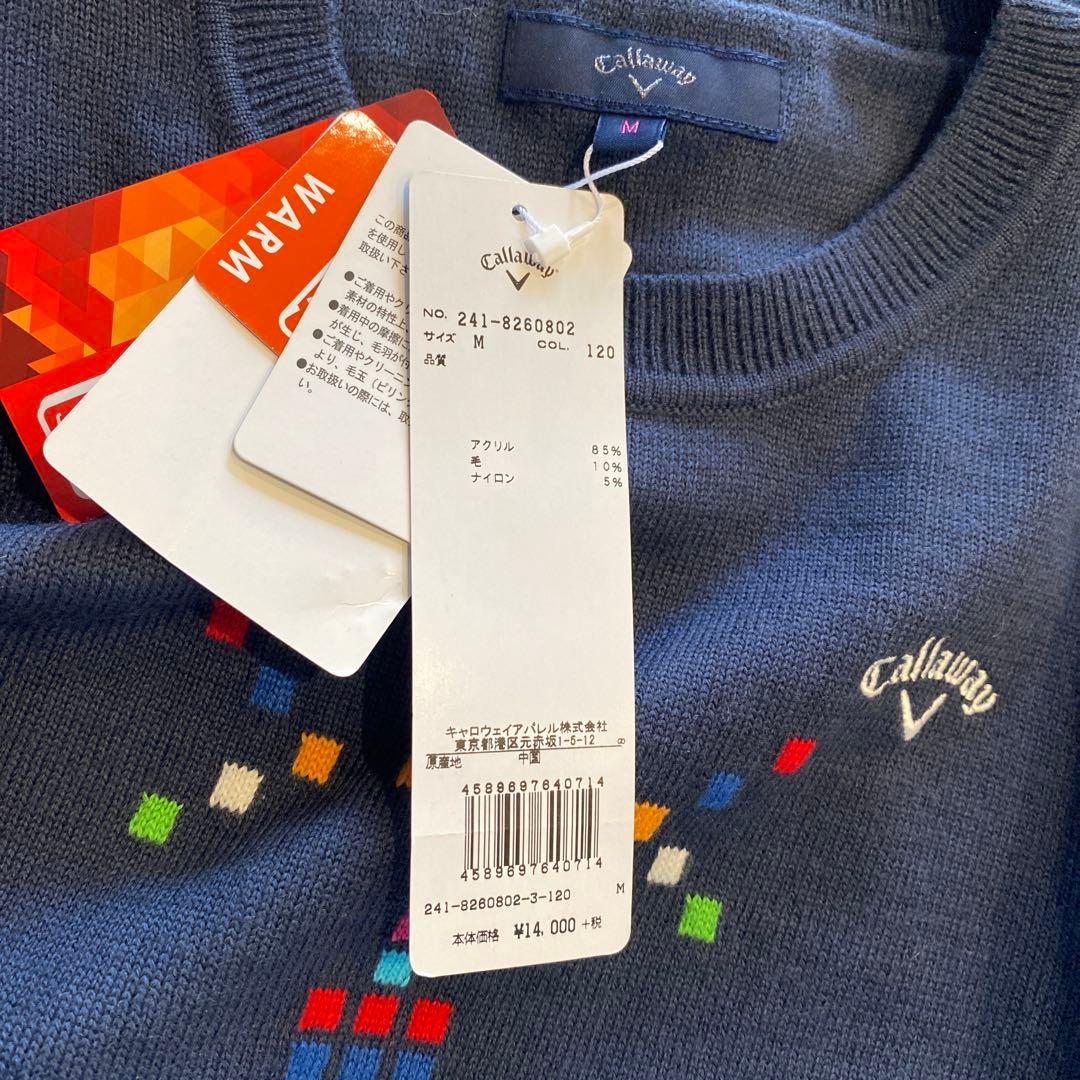 Callaway
M
WARM
この商品
を使用し
取扱い下さ
●ご着用やク
素材の特性上、
●着用中の摩擦に
が生じ、毛羽が付
●ご着用やクリーニン
より、毛玉（ピリン
●お取扱いの際には、取
い。
Callaway
NO. 241-8260802
サイズ M COL. 120
品質
アクリル 85%
毛 10%
ナイロン 5%
キャロウェイアパレル株式会社
東京都港区元赤坂1-5-12 ∞
原産地 中国
4589697640714
4589697640714
241-8260802-3-120 M
本体価格 ¥14,000+税
Callaway